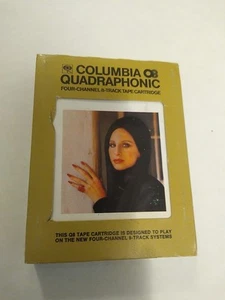 COLUMBIA Q8
QUADRAPHONIC
FOUR-CHANNEL 8-TRACK TAPE CARTRIDGE
THIS Q8 TAPE CARTRIDGE IS DESIGNED TO PLAY
ON THE NEW FOUR-CHANNEL 8-TRACK SYSTEMS